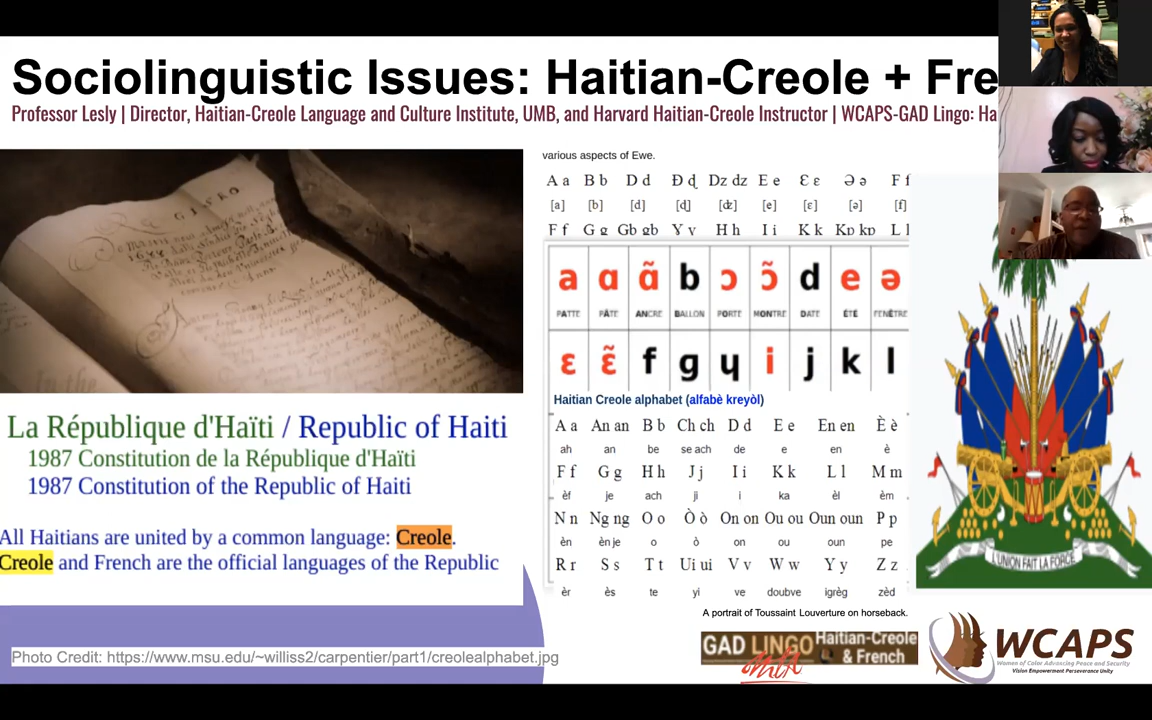 Sociolinguistic Issues: Haitian-Creole + Fre
Professor Lesly | Director, Haitian-Creole Language and Culture Institute, UMB, and Harvard Haitian-Creole Instructor | WCAPS-GAD Lingo: Ha
La République d'Haïti / Republic of Haiti
1987 Constitution de la République d'Haïti
1987 Constitution of the Republic of Haiti
All Haitians are united by a common language: Creole.
Creole and French are the official languages of the Republic
Photo Credit: https://www.msu.edu/~williss2/carpentier/part1/creolealphabet.jpg
various aspects of Ewe.
A a B b D d Đ ɖ Dz dz E e Ɛ ɛ Ə ə F f
[a] [b] [d] [ɖ] [ʣ] [e] [ɛ] [ə] [f]
Ƒ ƒ G g Gb gb Ɣ ɣ H h I i K k Kp kp L l
a ɑ ɑ̃ b ɔ ɔ̃ d e ə
PATTE PÂTE ANCRE BALLON PORTE MONTRE DATE ÉTÉ FENÊTRE
ɛ ɛ̃ f g ɥ i j k l
Haitian Creole alphabet (alfabè kreyòl)
A a An an B b Ch ch D d E e En en È è
ah an be se ach de e en è
F f G g H h J j I i K k L l M m
èf je ach ji i ka èl èm
N n Ng ng O o Ò ò On on Ou ou Oun oun P p
èn èn je o ò on ou oun pe
R r S s T t Ui ui V v W w Y y Z z
èr ès te yi ve doubve igrèg zèd
A portrait of Toussaint Louverture on horseback.
GAD LINGO
Haitian-Creole
& French
L'UNION FAIT LA FORCE
WCAPS
Women of Color Advancing Peace and Security
Vision Empowerment Perseverance Unity